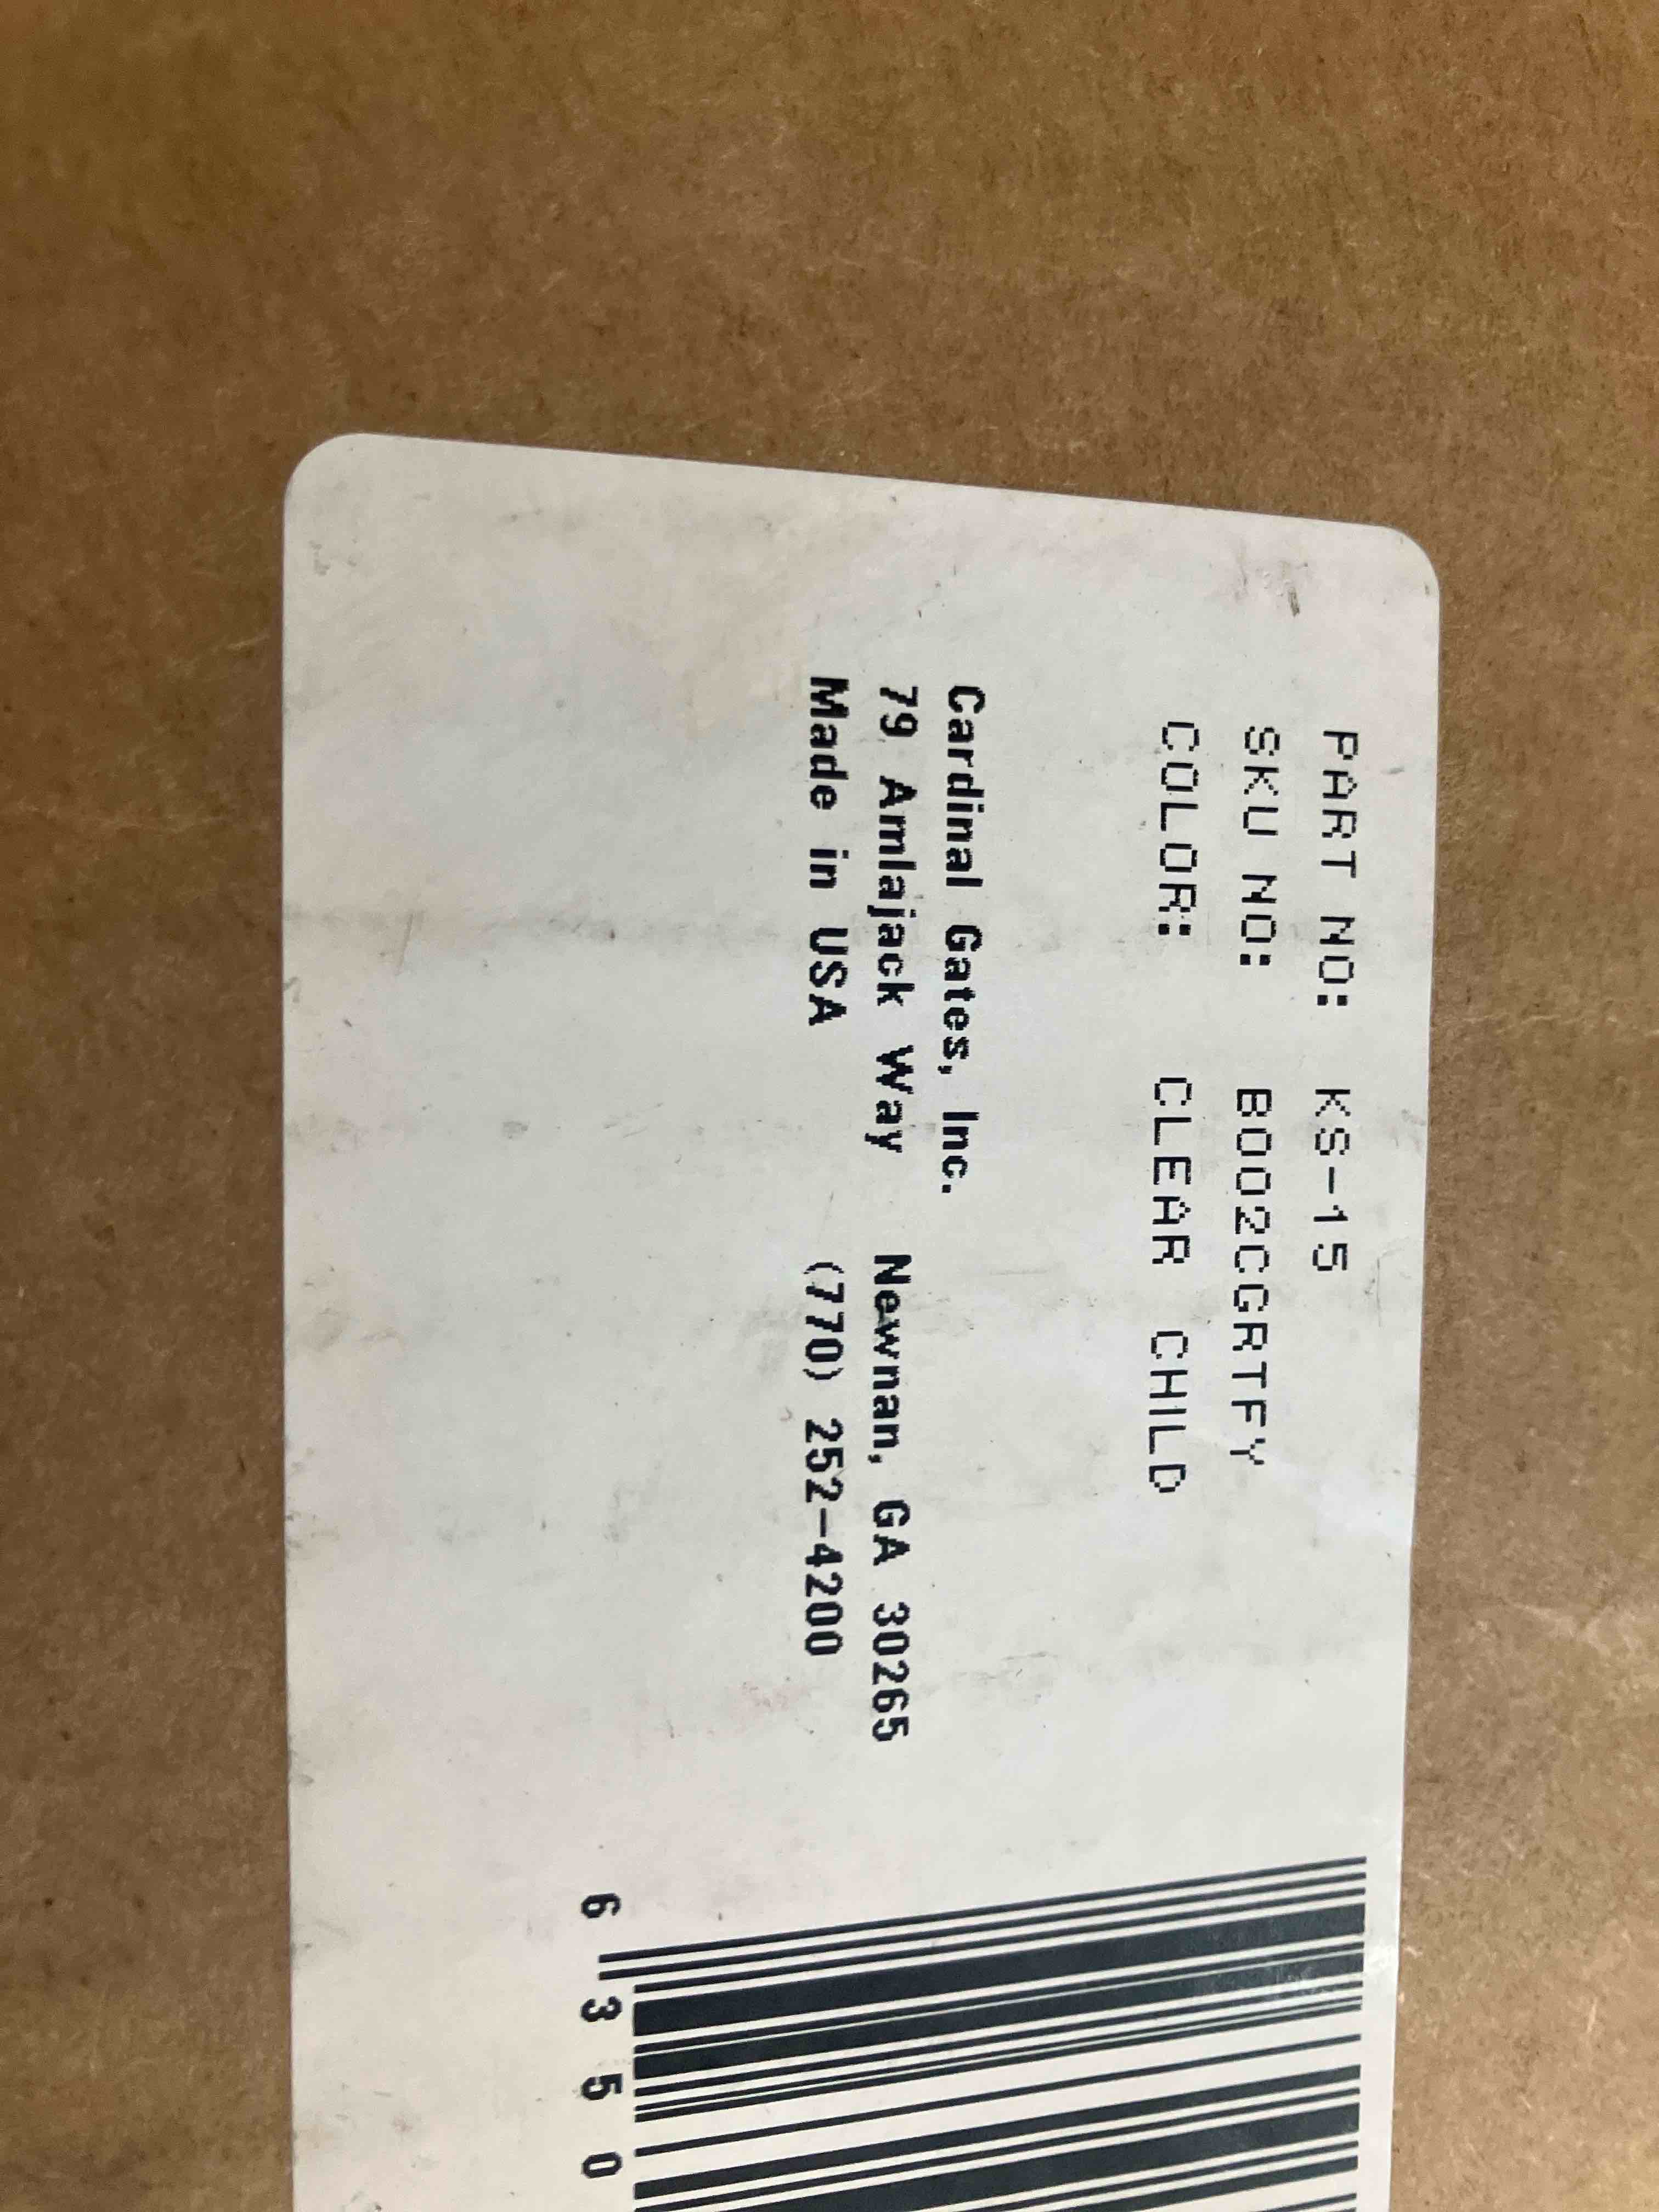 PART NO: KS-15
SKU NO: B002CGRTFY
COLOR: CLEAR CHILD
Cardinal Gates, Inc.
79 Amlajack Way Newnan, GA 30265
Made in USA (770) 252-4200
6 3 5 0